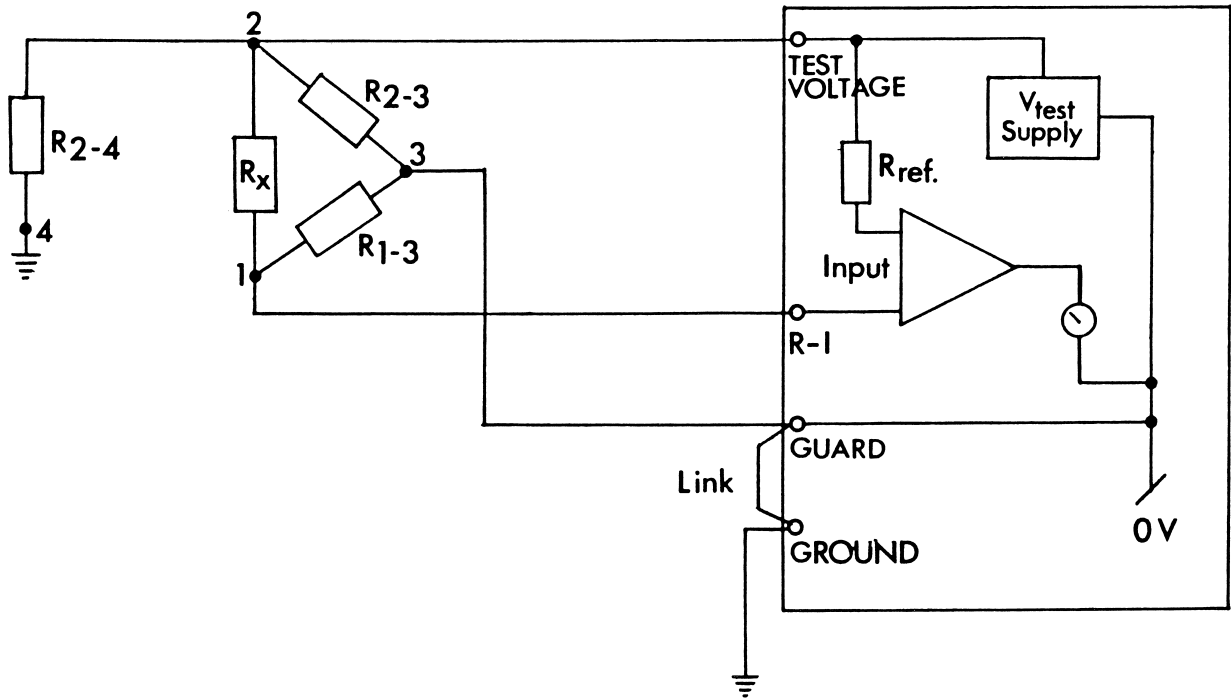 2
TEST
VOLTAGE
Vtest
Supply
R2-3
R2-4
Rx
3
Rref.
4
R1-3
1
Input
R-I
GUARD
Link
0V
GROUND